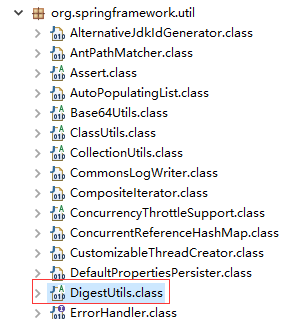 org.springframework.util
AlternativeJdkIdGenerator.class
AntPathMatcher.class
Assert.class
AutoPopulatingList.class
Base64Utils.class
ClassUtils.class
CollectionUtils.class
CommonsLogWriter.class
CompositeIterator.class
ConcurrencyThrottleSupport.class
ConcurrentReferenceHashMap.class
CustomizableThreadCreator.class
DefaultPropertiesPersister.class
DigestUtils.class
ErrorHandler.class